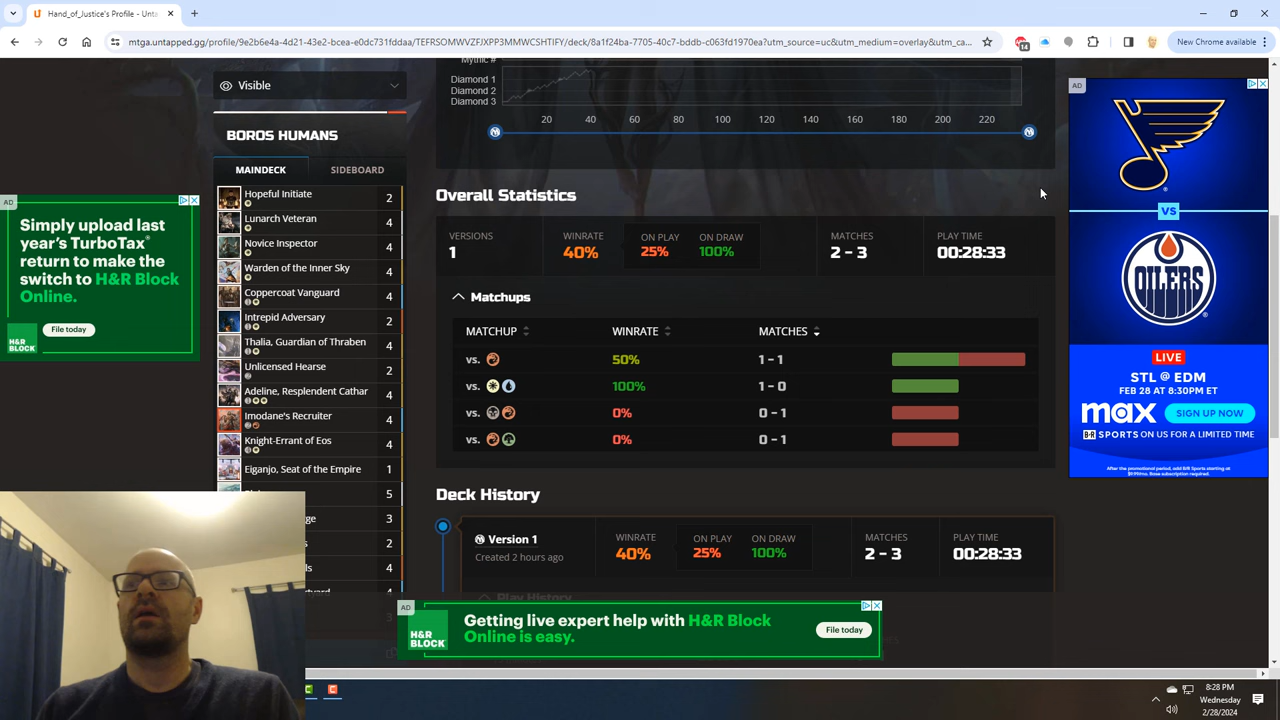 Hand_of_Justice's Profile - Unta
mtga.untapped.gg/profile/9e2b6e4a-4d21-43e2-bcea-e0dc731fddaa/TEFRSOMWVZFJXPP3MMWCSHTIFY/deck/8a1f24ba-7705-40c7-bddb-c063fd1970ea?utm_source=uc&utm_medium=overlay&utm_ca...
14
New Chrome available
Visible
BOROS HUMANS
MAINDECK
SIDEBOARD
Hopeful Initiate 2
Lunarch Veteran 4
Novice Inspector 4
Warden of the Inner Sky 4
Coppercoat Vanguard 4
Intrepid Adversary 2
Thalia, Guardian of Thraben 4
Unlicensed Hearse 2
Adeline, Resplendent Cathar 4
Imodane's Recruiter 4
Knight-Errant of Eos 4
Eiganjo, Seat of the Empire 1
5
3
2
4
4
3
Mythic #
Diamond 1
Diamond 2
Diamond 3
20 40 60 80 100 120 140 160 180 200 220
Overall Statistics
VERSIONS WINRATE ON PLAY ON DRAW MATCHES PLAY TIME
1 40% 25% 100% 2 – 3 00:28:33
Matchups
MATCHUP WINRATE MATCHES
vs. 50% 1 – 1
vs. 100% 1 – 0
vs. 0% 0 – 1
vs. 0% 0 – 1
Deck History
Version 1
Created 2 hours ago
WINRATE ON PLAY ON DRAW MATCHES PLAY TIME
40% 25% 100% 2 – 3 00:28:33
Play History
AD
Simply upload last
year's TurboTax®
return to make the
switch to H&R Block
Online.
H&R
BLOCK
File today
AD
Getting live expert help with H&R Block
Online is easy.
H&R
BLOCK
File today
AD
VS
OILERS
LIVE
STL @ EDM
FEB 28 AT 8:30PM ET
max
SIGN UP NOW
B/R SPORTS ON US FOR A LIMITED TIME
8:28 PM
Wednesday
2/28/2024